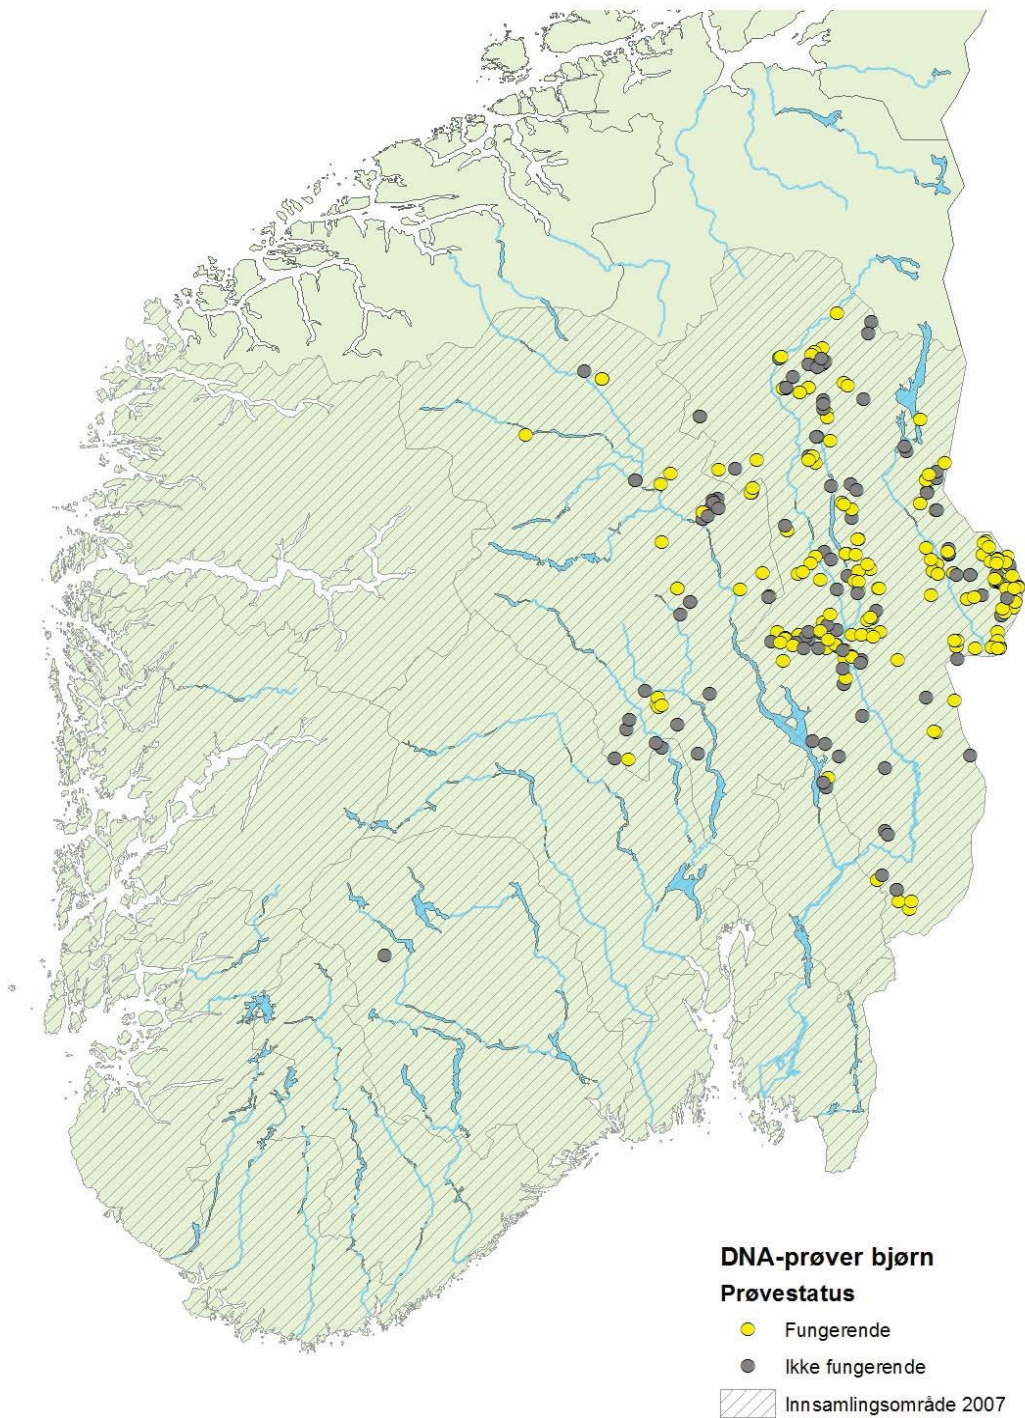 DNA-prøver bjørn
Prøvestatus
Fungerende
Ikke fungerende
Innsamlingsområde 2007